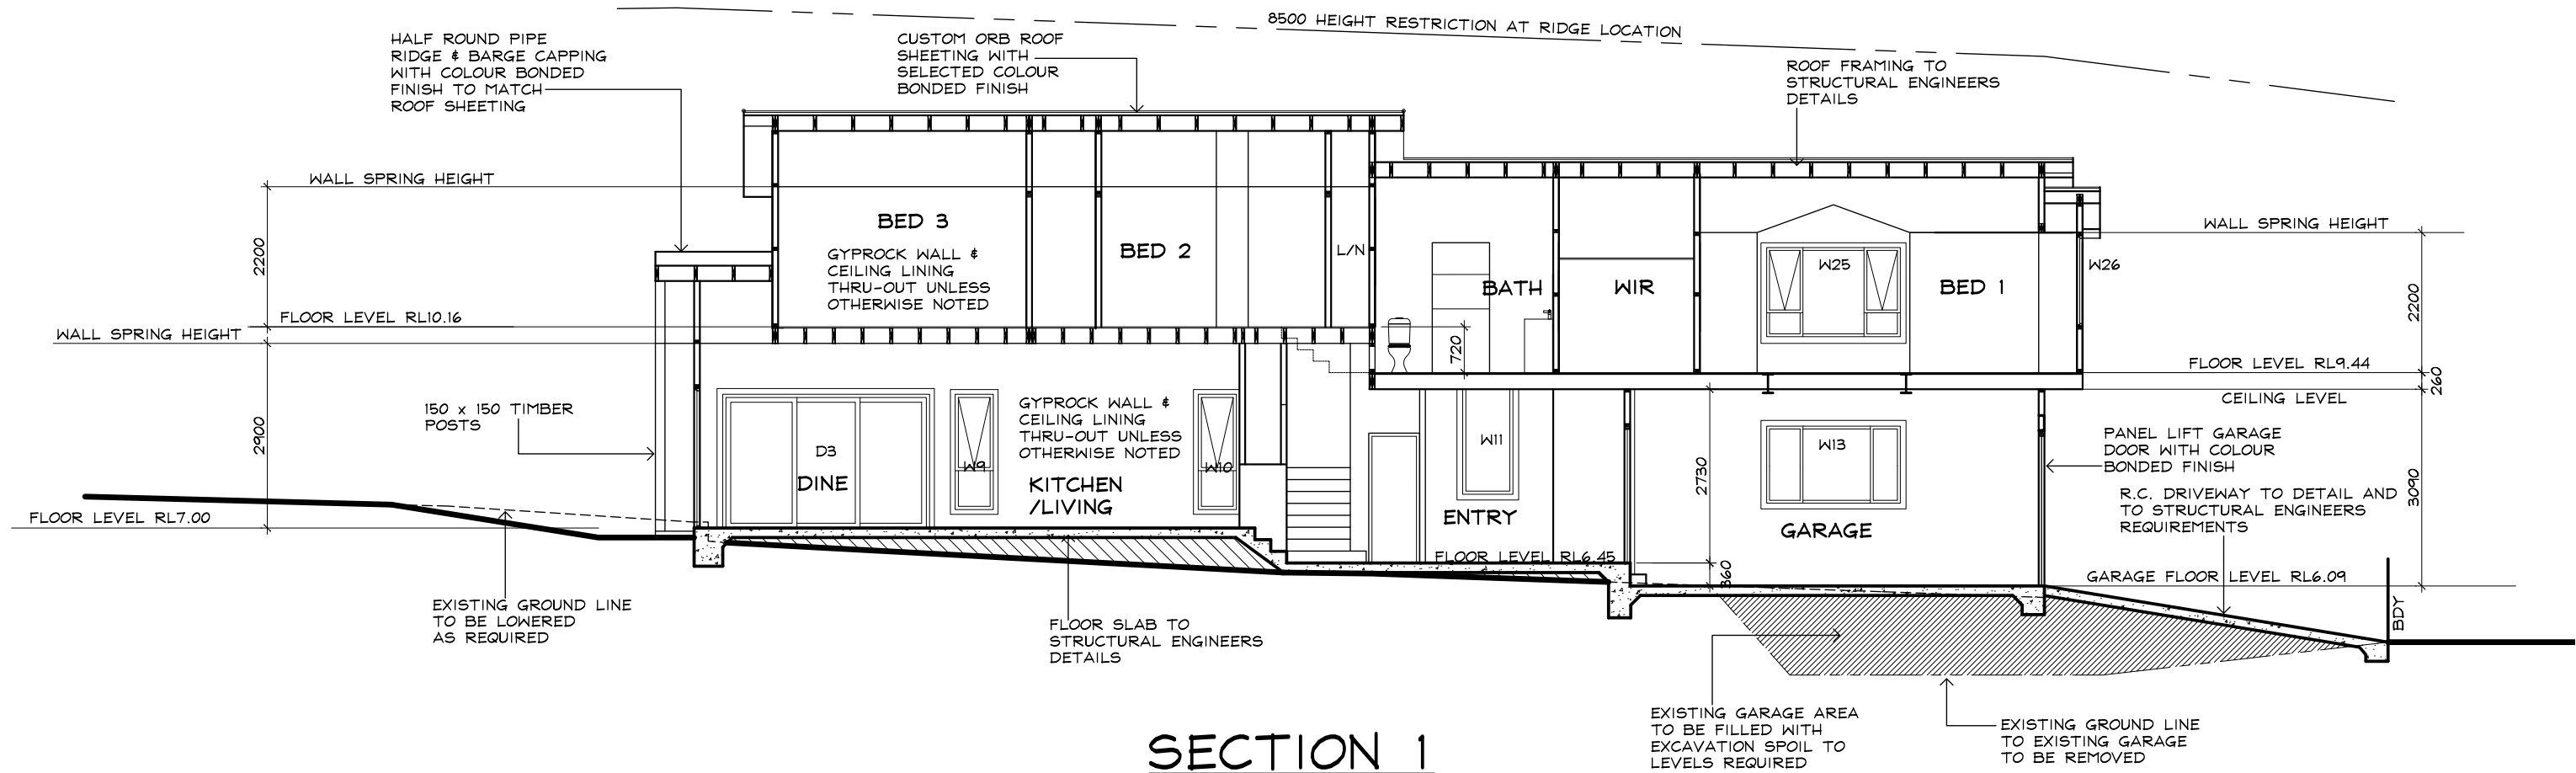 8500 HEIGHT RESTRICTION AT RIDGE LOCATION
HALF ROUND PIPE
RIDGE & BARGE CAPPING
WITH COLOUR BONDED
FINISH TO MATCH
ROOF SHEETING
CUSTOM ORB ROOF
SHEETING WITH
SELECTED COLOUR
BONDED FINISH
ROOF FRAMING TO
STRUCTURAL ENGINEERS
DETAILS
WALL SPRING HEIGHT
2200
FLOOR LEVEL RL10.16
WALL SPRING HEIGHT
2900
FLOOR LEVEL RL7.00
150 x 150 TIMBER
POSTS
BED 3
GYPROCK WALL &
CEILING LINING
THRU-OUT UNLESS
OTHERWISE NOTED
BED 2
L/N
BATH
WIR
W25
BED 1
W26
720
WALL SPRING HEIGHT
2200
FLOOR LEVEL RL9.44
260
CEILING LEVEL
3090
D3
DINE
W9
GYPROCK WALL &
CEILING LINING
THRU-OUT UNLESS
OTHERWISE NOTED
W10
KITCHEN
/LIVING
W11
ENTRY
FLOOR LEVEL RL6.45
2730
360
W13
GARAGE
PANEL LIFT GARAGE
DOOR WITH COLOUR
BONDED FINISH
R.C. DRIVEWAY TO DETAIL AND
TO STRUCTURAL ENGINEERS
REQUIREMENTS
GARAGE FLOOR LEVEL RL6.09
BDY
EXISTING GROUND LINE
TO BE LOWERED
AS REQUIRED
FLOOR SLAB TO
STRUCTURAL ENGINEERS
DETAILS
EXISTING GARAGE AREA
TO BE FILLED WITH
EXCAVATION SPOIL TO
LEVELS REQUIRED
EXISTING GROUND LINE
TO EXISTING GARAGE
TO BE REMOVED
SECTION 1